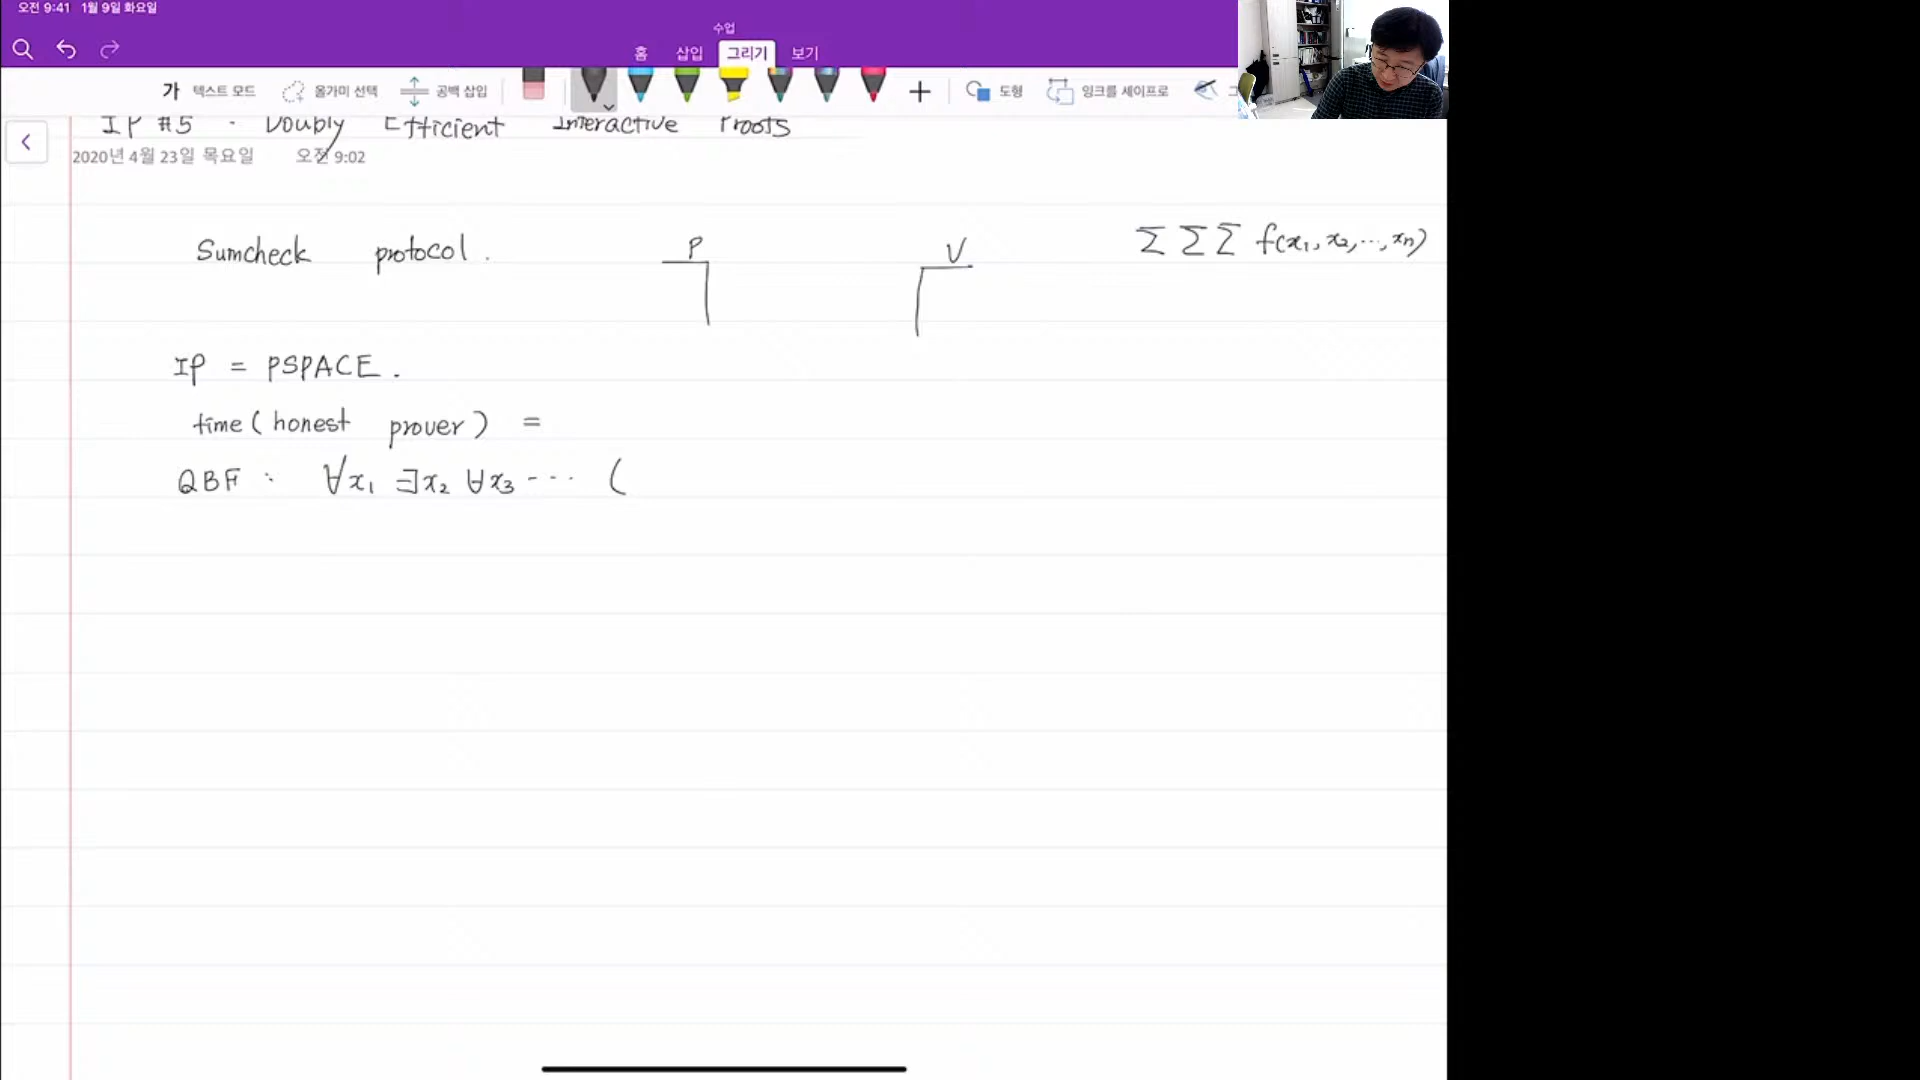 오전 9:41 1월 9일 화요일
수업
홈 삽입 그리기 보기
가 텍스트 모드 올가미 선택 공백 삽입 도형 잉크를 셰이프로
IP #5 - Doubly Efficient Interactive Proofs
2020년 4월 23일 목요일 오전 9:02
Sumcheck protocol. P V Σ Σ Σ f(x₁, x₂, ..., xₙ)
IP = PSPACE.
time (honest prover) =
QBF : ∀x₁ ∃x₂ ∀x₃ ... (